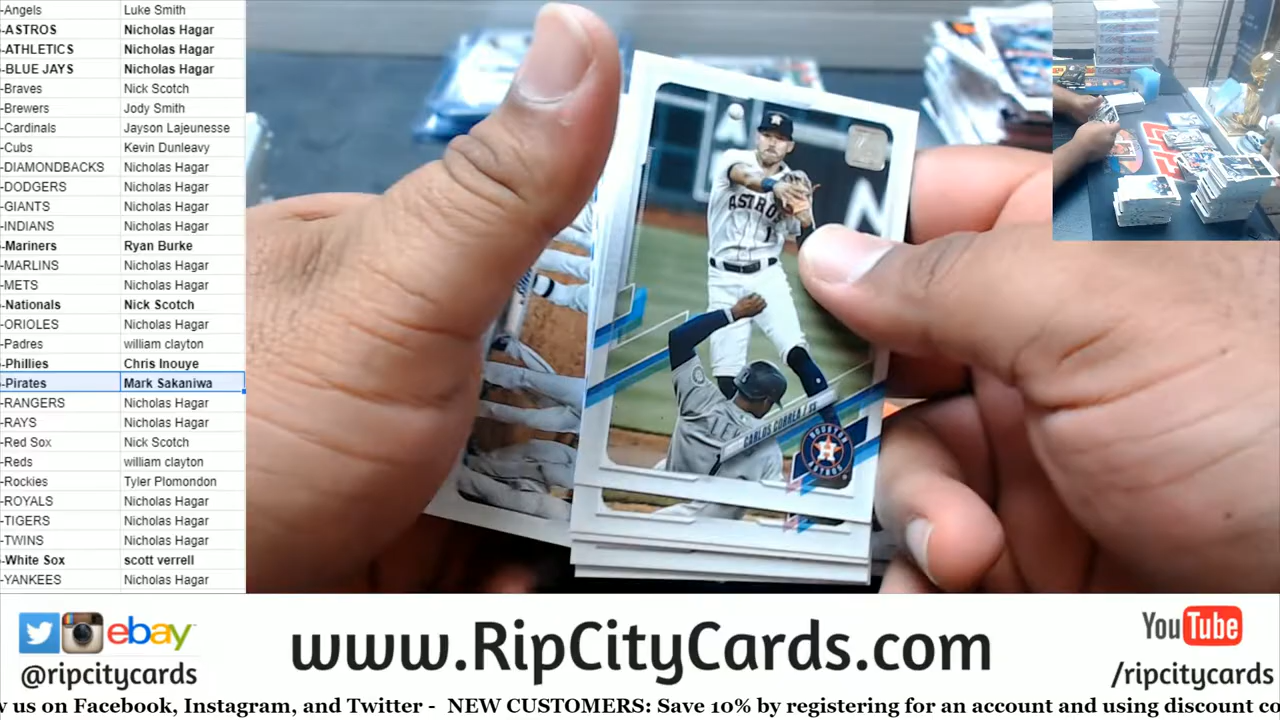 -Angels Luke Smith
-ASTROS Nicholas Hagar
-ATHLETICS Nicholas Hagar
-BLUE JAYS Nicholas Hagar
-Braves Nick Scotch
-Brewers Jody Smith
-Cardinals Jayson Lajeunesse
-Cubs Kevin Dunleavy
-DIAMONDBACKS Nicholas Hagar
-DODGERS Nicholas Hagar
-GIANTS Nicholas Hagar
-INDIANS Nicholas Hagar
-Mariners Ryan Burke
-MARLINS Nicholas Hagar
-METS Nicholas Hagar
-Nationals Nick Scotch
-ORIOLES Nicholas Hagar
-Padres william clayton
-Phillies Chris Inouye
-Pirates Mark Sakaniwa
-RANGERS Nicholas Hagar
-RAYS Nicholas Hagar
-Red Sox Nick Scotch
-Reds william clayton
-Rockies Tyler Plomondon
-ROYALS Nicholas Hagar
-TIGERS Nicholas Hagar
-TWINS Nicholas Hagar
-White Sox scott verrell
-YANKEES Nicholas Hagar
A
N
ASTROS
1
CARLOS CORREA / SS
HOUSTON
ASTROS
H
ebay
@ripcitycards
www.RipCityCards.com
YouTube
/ripcitycards
w us on Facebook, Instagram, and Twitter - NEW CUSTOMERS: Save 10% by registering for an account and using discount co